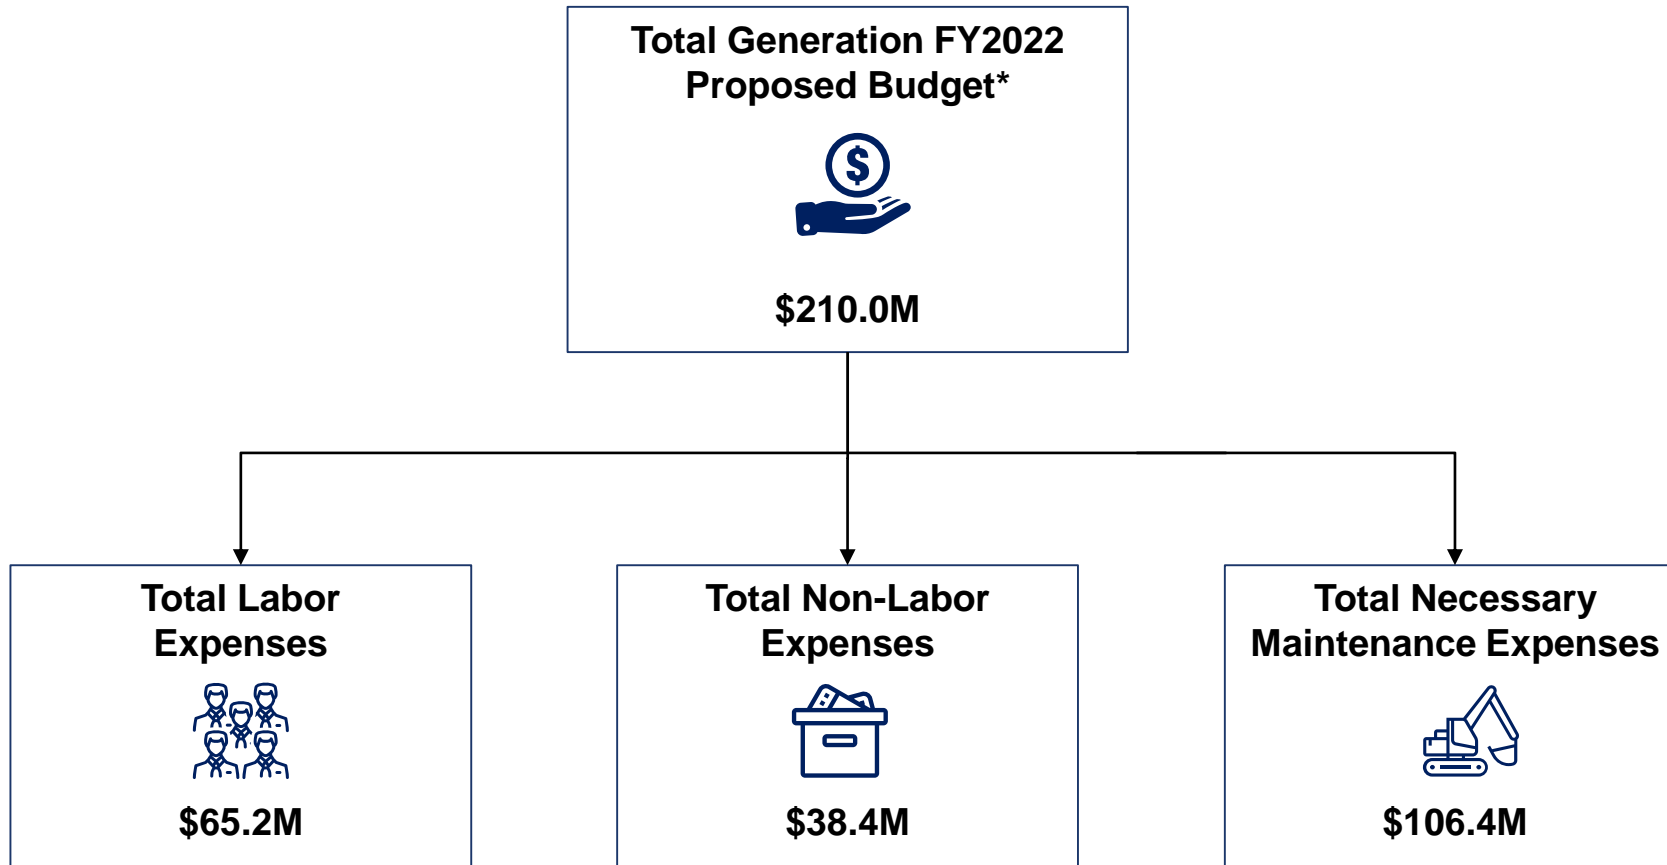 Total Generation FY2022
Proposed Budget*
$
$210.0M
Total Labor
Expenses
$65.2M
Total Non-Labor
Expenses
$38.4M
Total Necessary
Maintenance Expenses
$106.4M